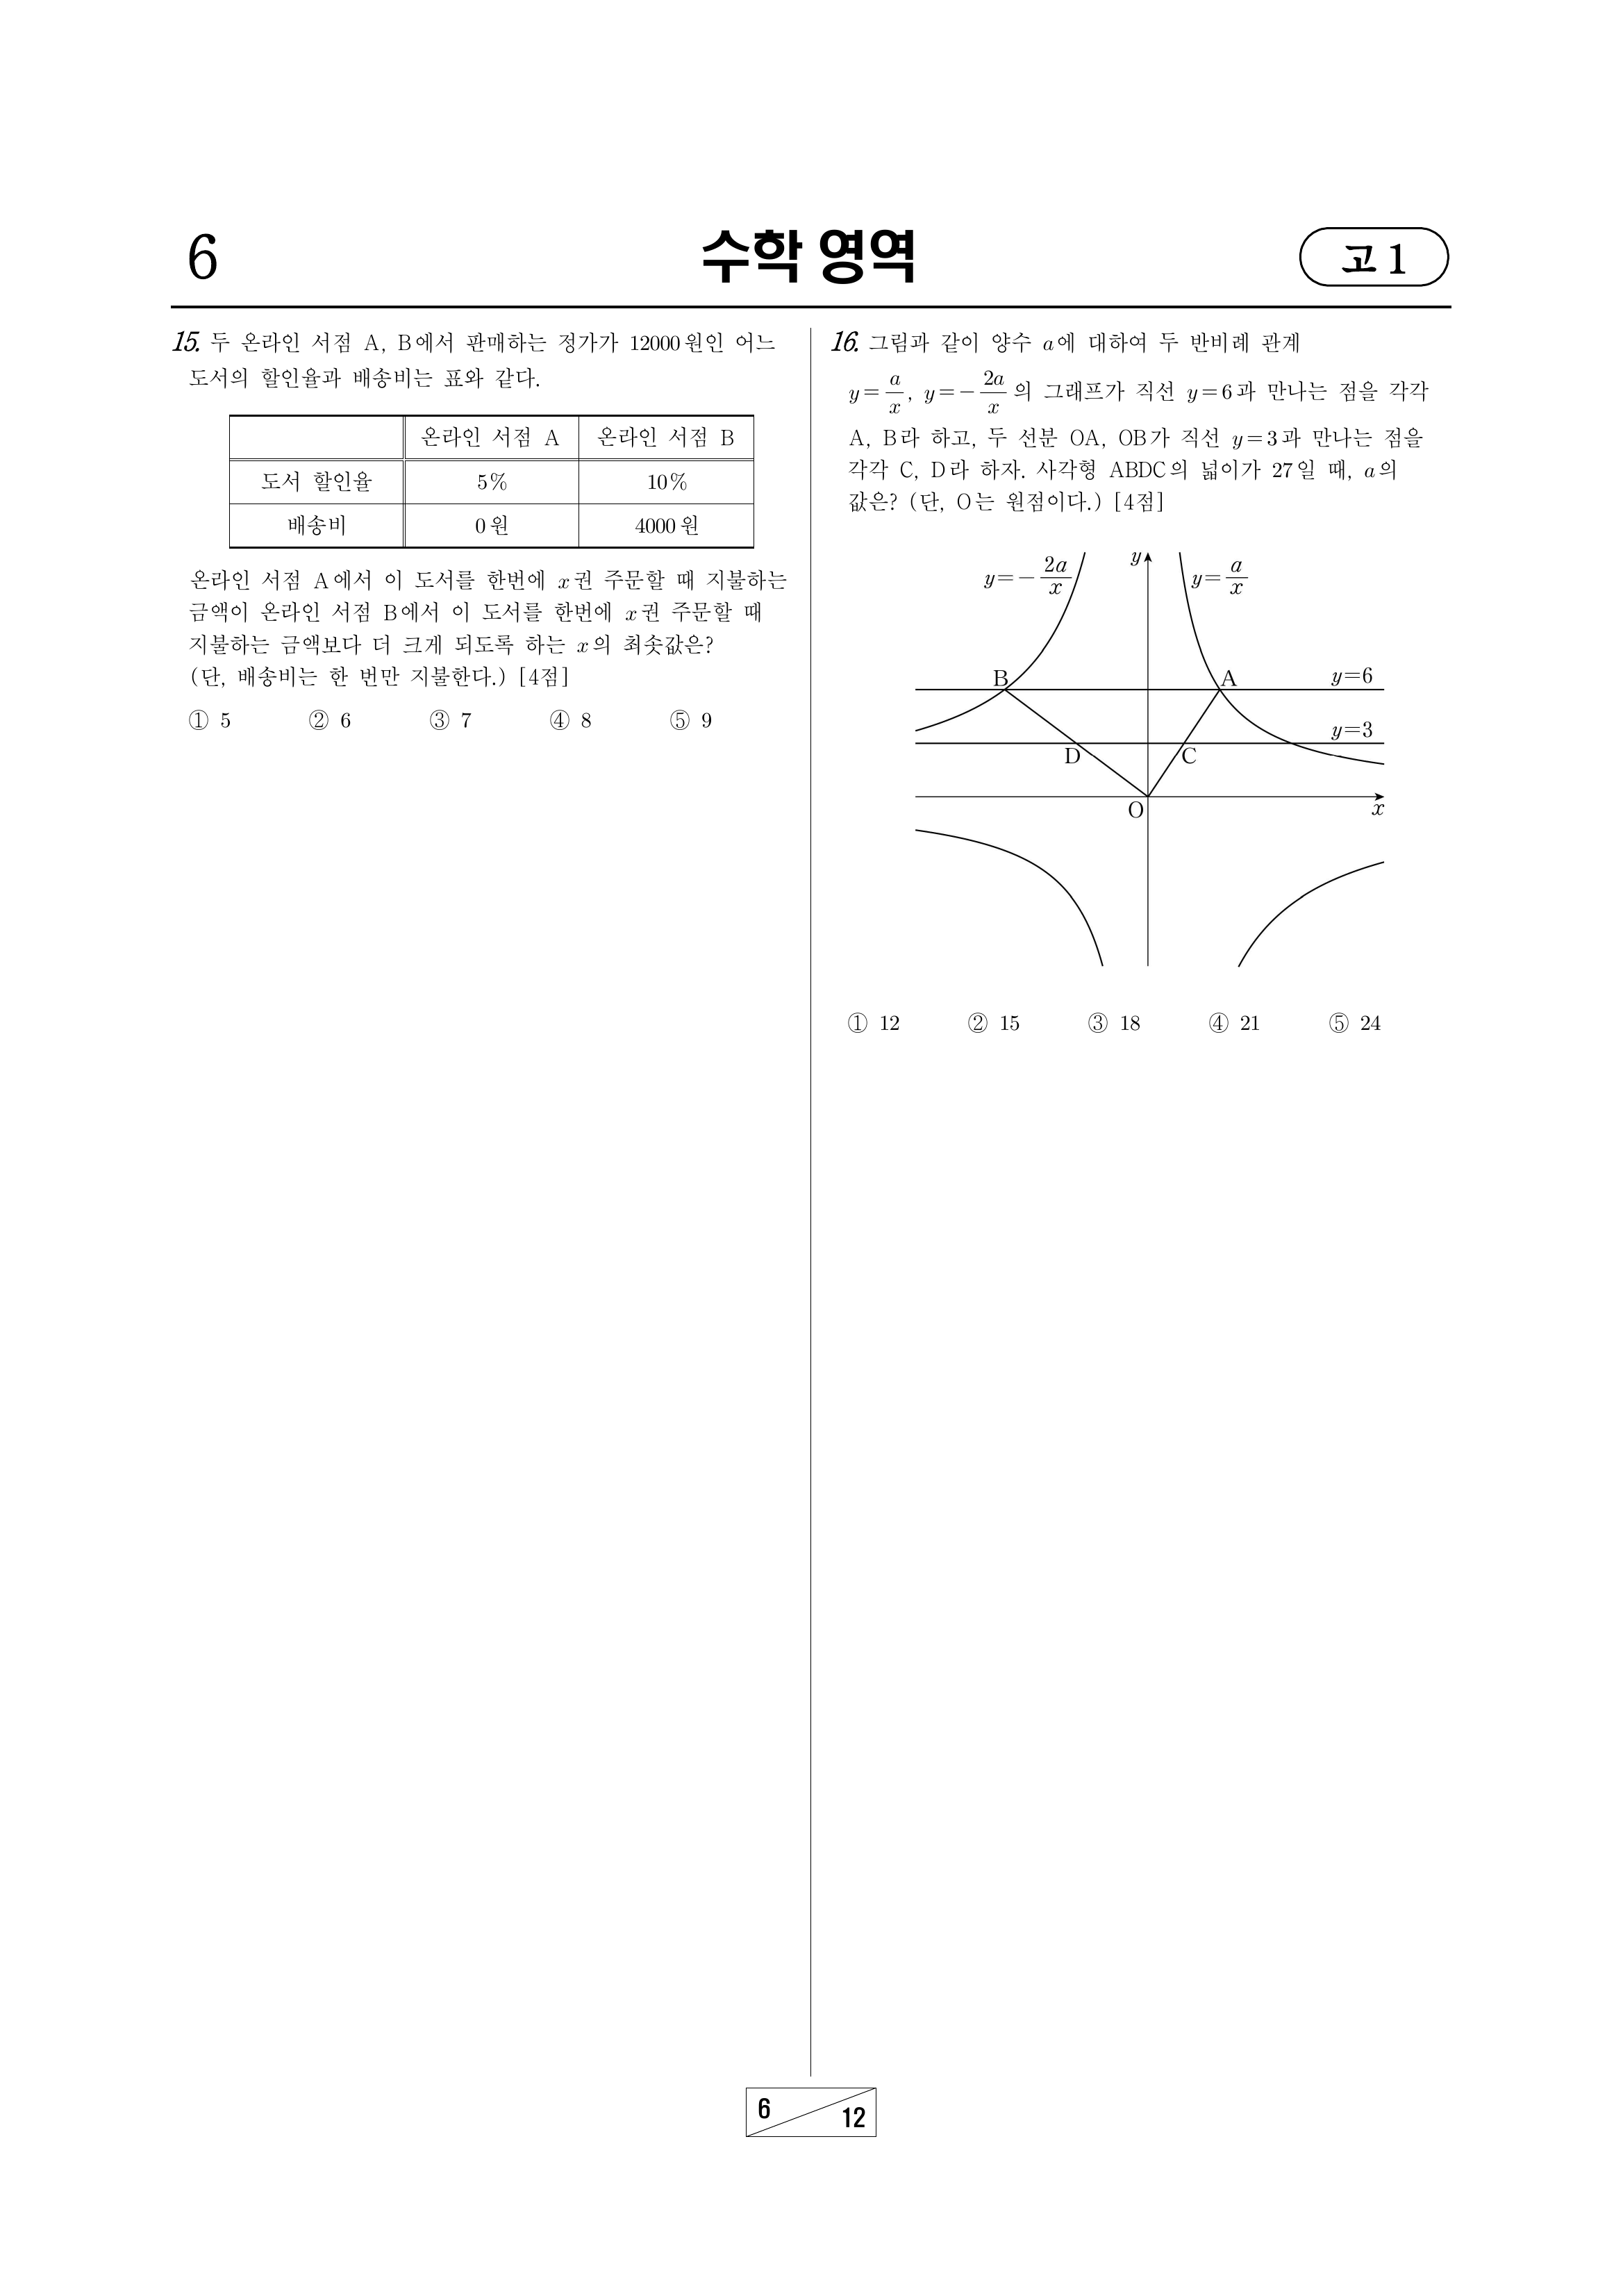 6
수학 영역
고 1
15. 두 온라인 서점 A, B에서 판매하는 정가가 12000원인 어느
도서의 할인율과 배송비는 표와 같다.
온라인 서점 A 온라인 서점 B
도서 할인율 5% 10%
배송비 0원 4000원
온라인 서점 A에서 이 도서를 한번에 x권 주문할 때 지불하는
금액이 온라인 서점 B에서 이 도서를 한번에 x권 주문할 때
지불하는 금액보다 더 크게 되도록 하는 x의 최솟값은?
(단, 배송비는 한 번만 지불한다.) [4점]
① 5 ② 6 ③ 7 ④ 8 ⑤ 9
16. 그림과 같이 양수 a에 대하여 두 반비례 관계
y=a/x, y=-2a/x의 그래프가 직선 y=6과 만나는 점을 각각
A, B라 하고, 두 선분 OA, OB가 직선 y=3과 만나는 점을
각각 C, D라 하자. 사각형 ABDC의 넓이가 27일 때, a의
값은? (단, O는 원점이다.) [4점]
y=-2a/x
y
y=a/x
B
A
y=6
y=3
D
C
O
x
① 12 ② 15 ③ 18 ④ 21 ⑤ 24
6
12